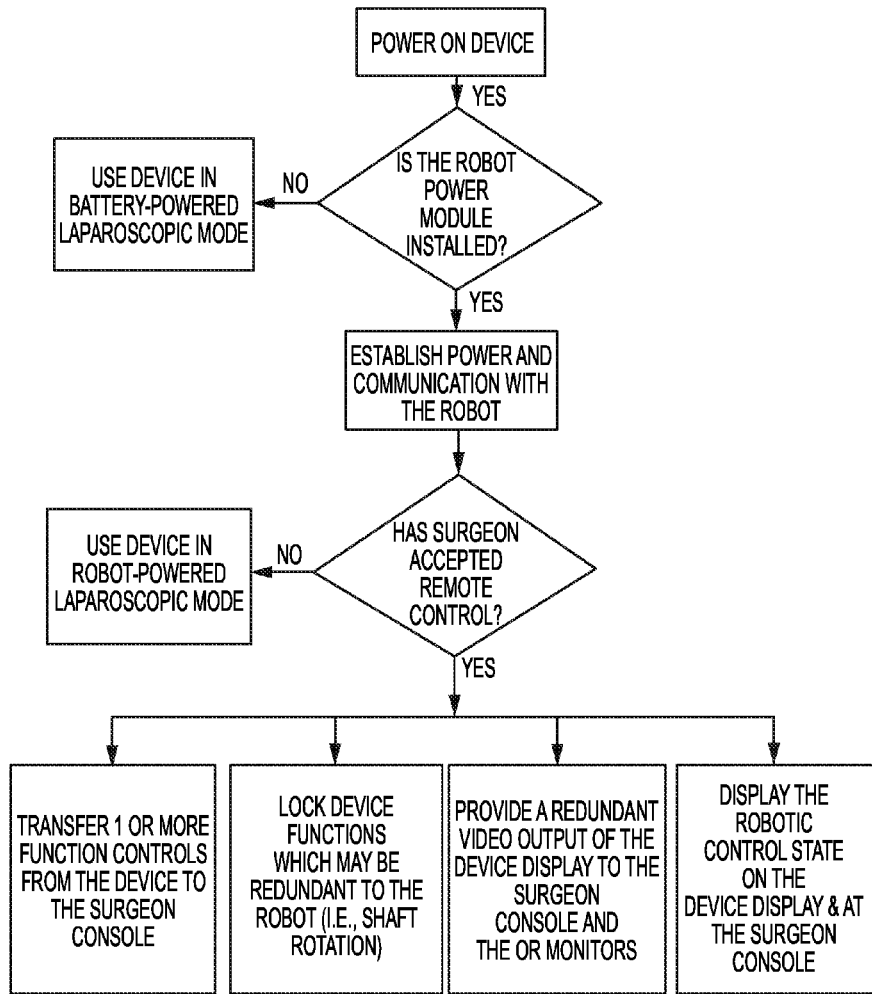 POWER ON DEVICE
YES
IS THE ROBOT
POWER
MODULE
INSTALLED?
NO
USE DEVICE IN
BATTERY-POWERED
LAPAROSCOPIC MODE
YES
ESTABLISH POWER AND
COMMUNICATION WITH
THE ROBOT
HAS SURGEON
ACCEPTED
REMOTE
CONTROL?
NO
USE DEVICE IN
ROBOT-POWERED
LAPAROSCOPIC MODE
YES
TRANSFER 1 OR MORE
FUNCTION CONTROLS
FROM THE DEVICE TO
THE SURGEON
CONSOLE
LOCK DEVICE
FUNCTIONS
WHICH MAY BE
REDUNDANT TO THE
ROBOT (I.E., SHAFT
ROTATION)
PROVIDE A REDUNDANT
VIDEO OUTPUT OF THE
DEVICE DISPLAY TO THE
SURGEON
CONSOLE AND
THE OR MONITORS
DISPLAY THE
ROBOTIC
CONTROL STATE
ON THE
DEVICE DISPLAY & AT
THE SURGEON
CONSOLE